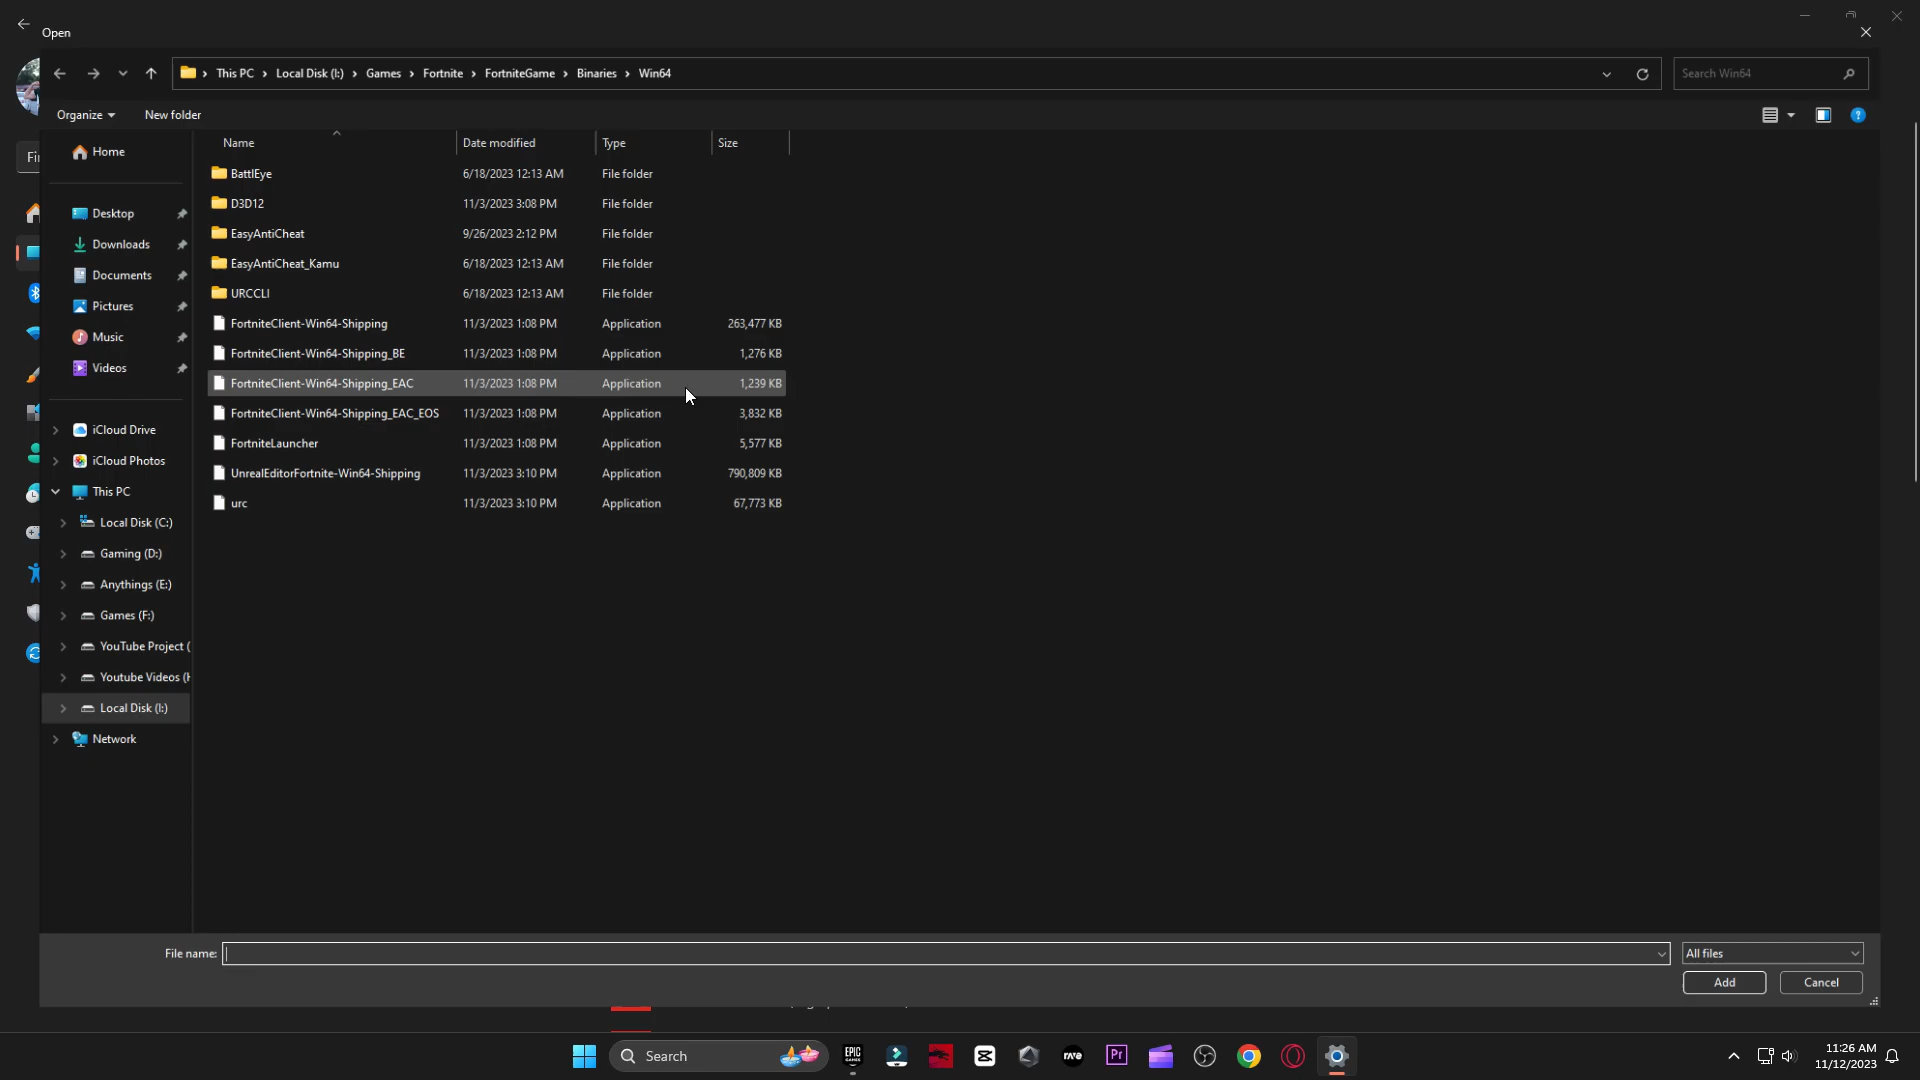 Open
This PC > Local Disk (I:) > Games > Fortnite > FortniteGame > Binaries > Win64
Search Win64
Organize
New folder
Fi
Name
Date modified
Type
Size
Home
Desktop
Downloads
Documents
Pictures
Music
Videos
iCloud Drive
iCloud Photos
This PC
Local Disk (C:)
Gaming (D:)
Anythings (E:)
Games (F:)
YouTube Project (
Youtube Videos (H
Local Disk (I:)
Network
BattlEye 6/18/2023 12:13 AM File folder
D3D12 11/3/2023 3:08 PM File folder
EasyAntiCheat 9/26/2023 2:12 PM File folder
EasyAntiCheat_Kamu 6/18/2023 12:13 AM File folder
URCCLI 6/18/2023 12:13 AM File folder
FortniteClient-Win64-Shipping 11/3/2023 1:08 PM Application 263,477 KB
FortniteClient-Win64-Shipping_BE 11/3/2023 1:08 PM Application 1,276 KB
FortniteClient-Win64-Shipping_EAC 11/3/2023 1:08 PM Application 1,239 KB
FortniteClient-Win64-Shipping_EAC_EOS 11/3/2023 1:08 PM Application 3,832 KB
FortniteLauncher 11/3/2023 1:08 PM Application 5,577 KB
UnrealEditorFortnite-Win64-Shipping 11/3/2023 3:10 PM Application 790,809 KB
urc 11/3/2023 3:10 PM Application 67,773 KB
File name:
All files
Add
Cancel
Search
EPIC GAMES
rave
Pr
11:26 AM
11/12/2023